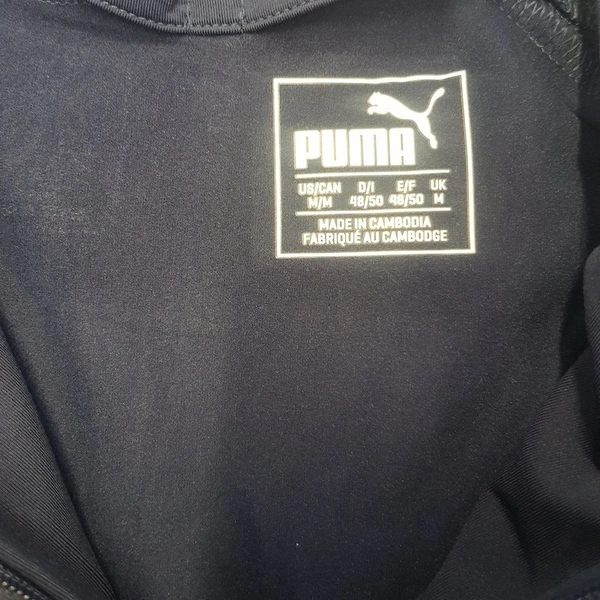 PUMA
US/CAN D/I E/F UK
M/M 48/50 48/50 M
MADE IN CAMBODIA
FABRIQUÉ AU CAMBODGE